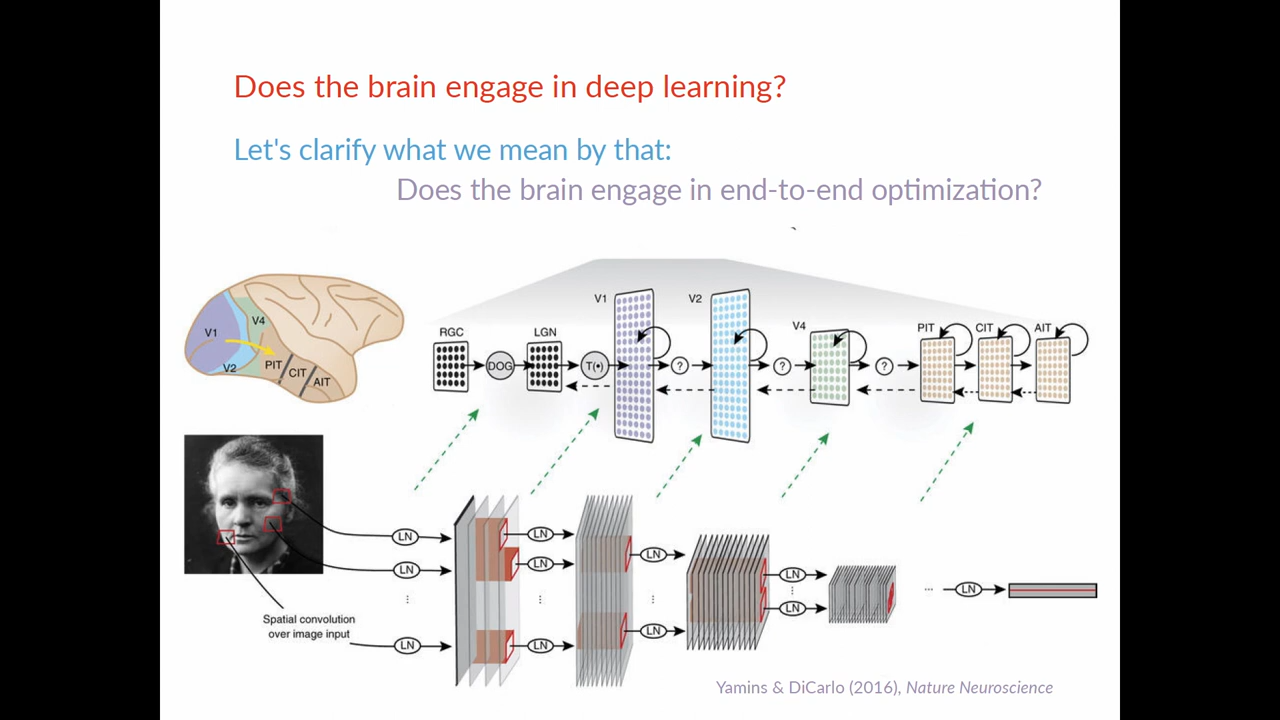 Does the brain engage in deep learning?
Let's clarify what we mean by that:
Does the brain engage in end-to-end optimization?
V1
V4
V2
PIT
CIT
AIT
RGC
DOG
LGN
T(•)
V1
?
V2
?
V4
?
PIT
CIT
AIT
LN
LN
LN
LN
LN
LN
LN
LN
LN
LN
... LN
Spatial convolution
over image input
Yamins & DiCarlo (2016), Nature Neuroscience